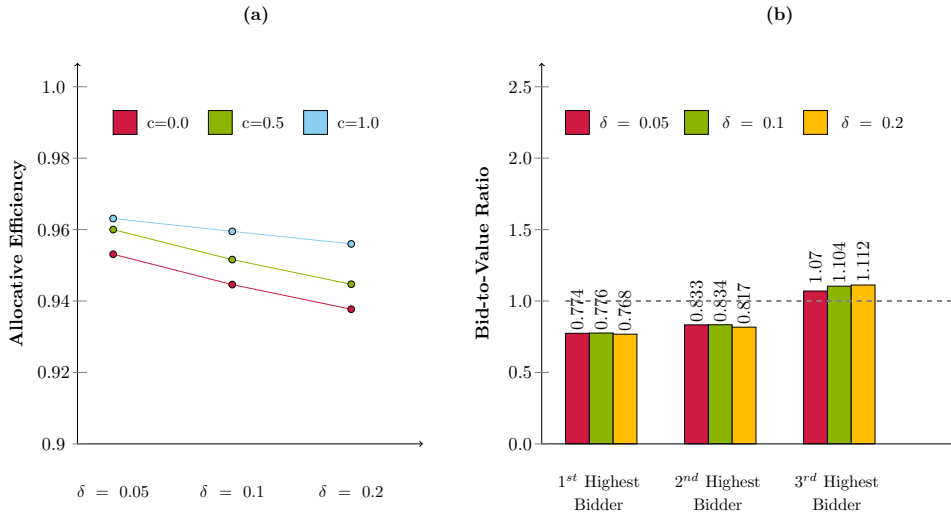 (a)
Allocative Efficiency
1.0
0.98
0.96
0.94
0.92
0.9
c=0.0 c=0.5 c=1.0
δ = 0.05 δ = 0.1 δ = 0.2
(b)
Bid-to-Value Ratio
2.5
2.0
1.5
1.0
0.5
0.0
δ = 0.05 δ = 0.1 δ = 0.2
0.774 0.776 0.768 0.833 0.834 0.817 1.07 1.104 1.112
1st Highest 2nd Highest 3rd Highest
Bidder Bidder Bidder